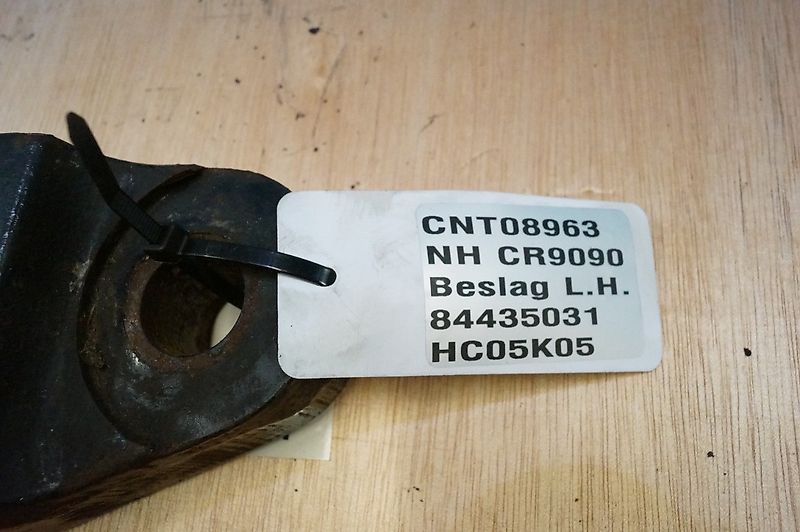 CNT08963
NH CR9090
Beslag L.H.
84435031
HC05K05